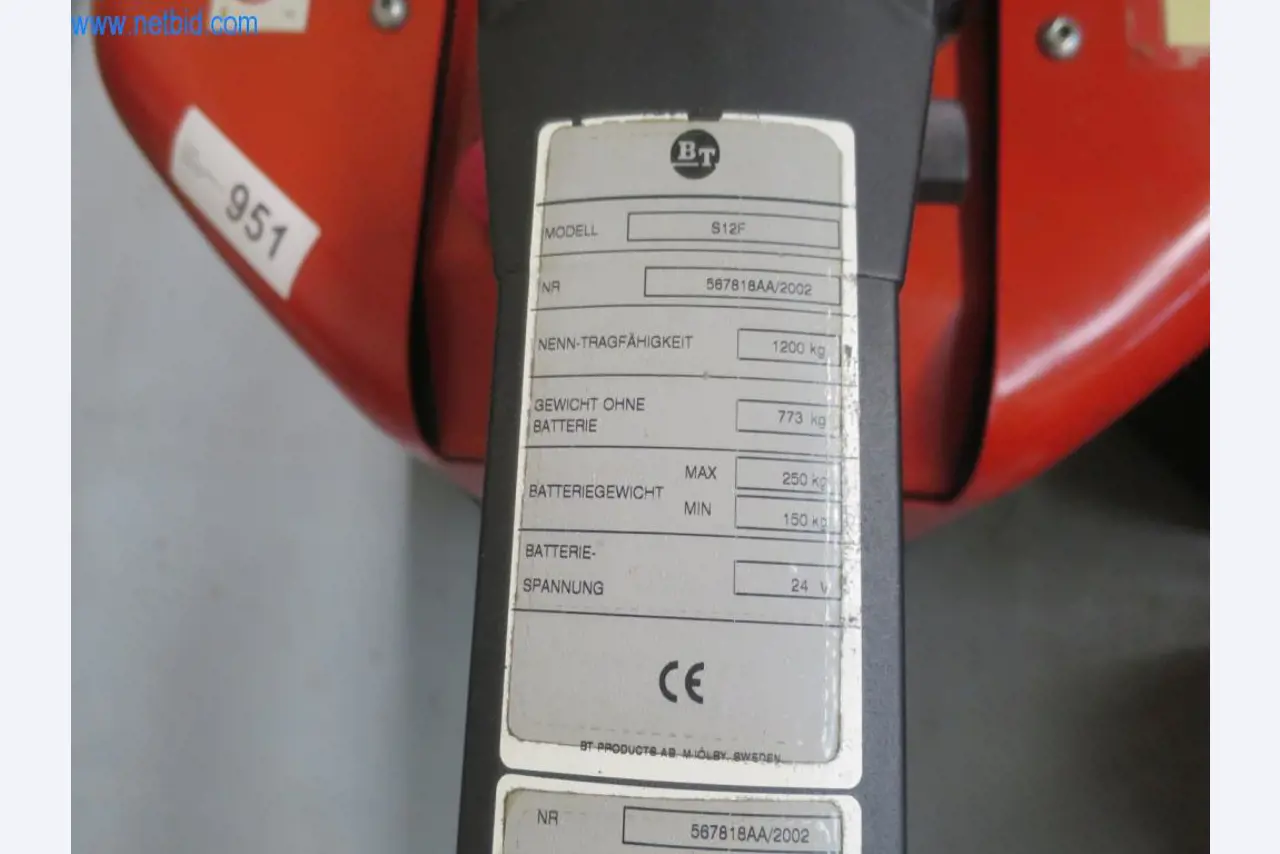 www.netbid.com
951
BT
MODELL S12F
NR 567818AA/2002
NENN-TRAGFÄHIGKEIT 1200 kg
GEWICHT OHNE
BATTERIE 773 kg
BATTERIEGEWICHT MAX 250 kg
MIN 150 kg
BATTERIE-
SPANNUNG 24 V
CE
BT PRODUCTS AB, MJÖLBY, SWEDEN
NR 567818AA/2002